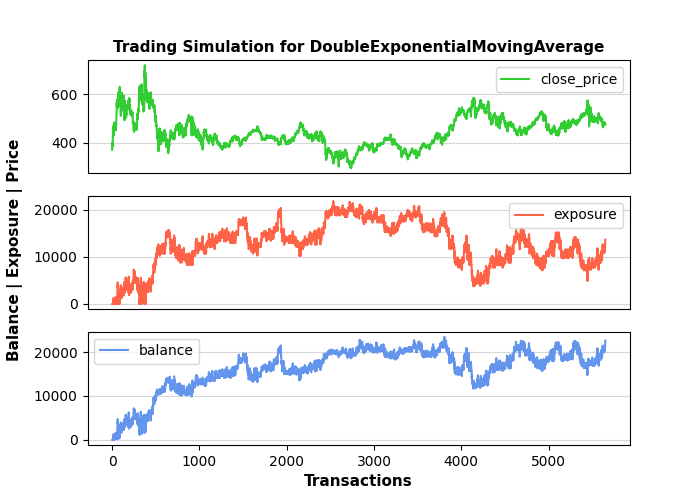 Trading Simulation for DoubleExponentialMovingAverage
600
400
close_price
Balance | Exposure | Price
20000
10000
0
exposure
20000
10000
0
balance
0 1000 2000 3000 4000 5000
Transactions